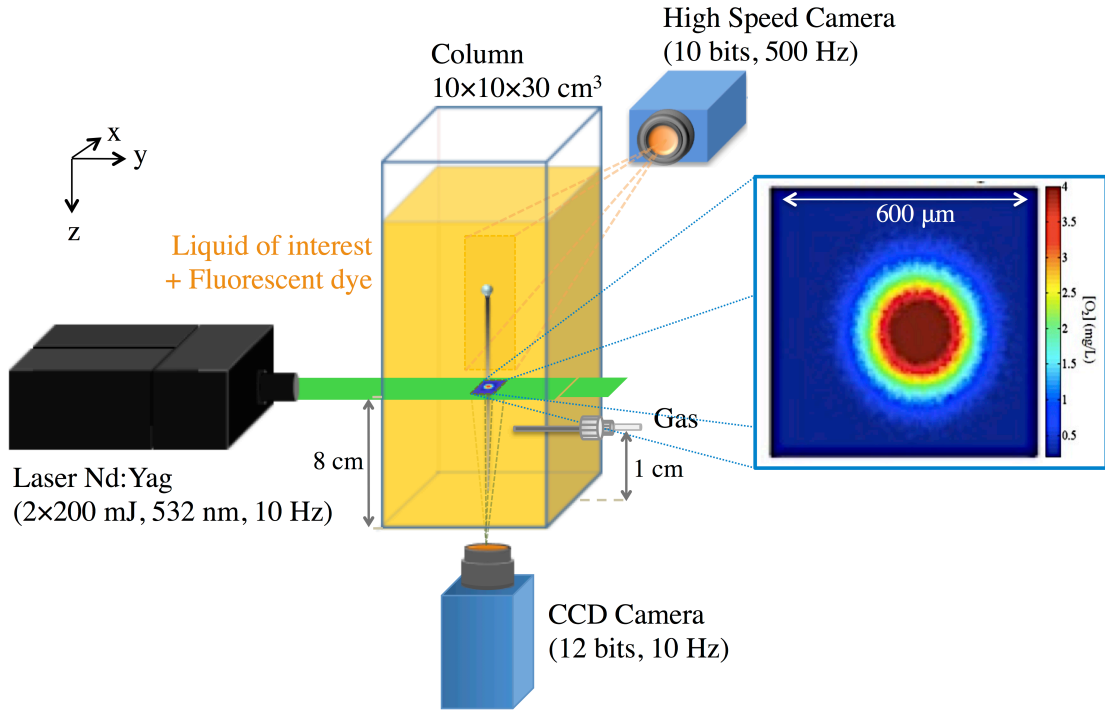 High Speed Camera
(10 bits, 500 Hz)
Column
10×10×30 cm³
x
y
z
Liquid of interest
+ Fluorescent dye
600 µm
4
3.5
3
2.5
2
1.5
1
0.5
[O₂] (mg/L)
Gas
8 cm
1 cm
Laser Nd:Yag
(2×200 mJ, 532 nm, 10 Hz)
CCD Camera
(12 bits, 10 Hz)